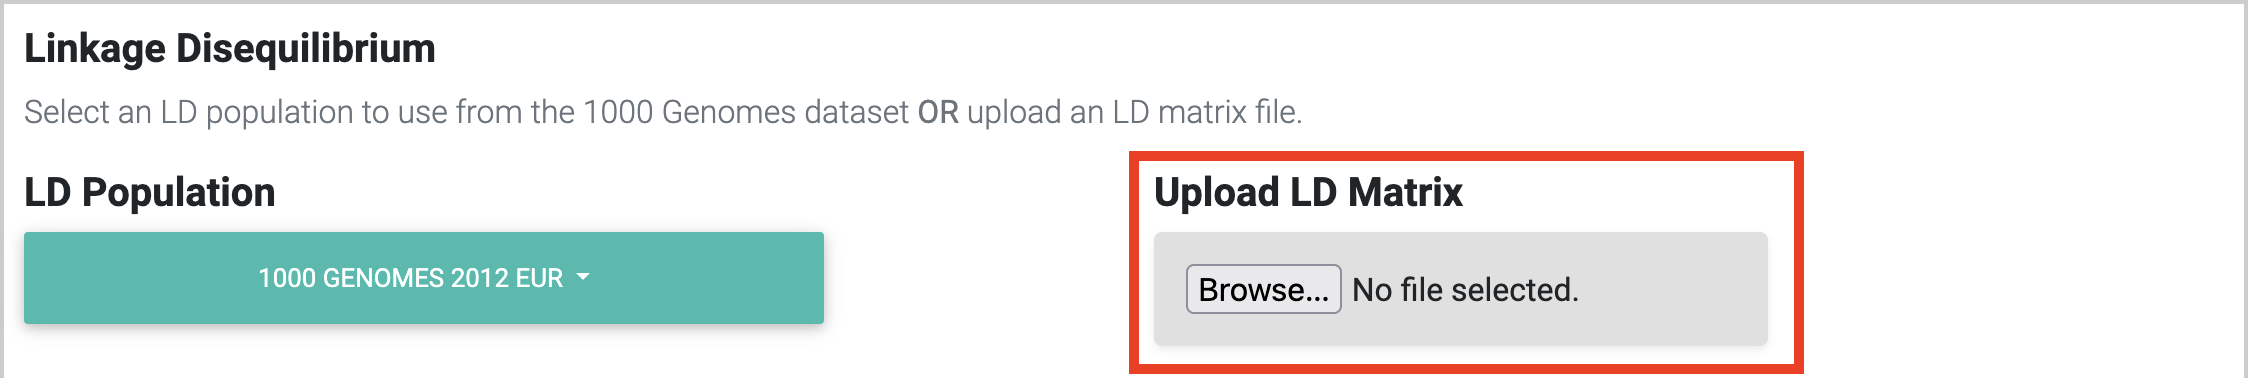 Linkage Disequilibrium
Select an LD population to use from the 1000 Genomes dataset OR upload an LD matrix file.
LD Population
1000 GENOMES 2012 EUR
Upload LD Matrix
Browse... No file selected.